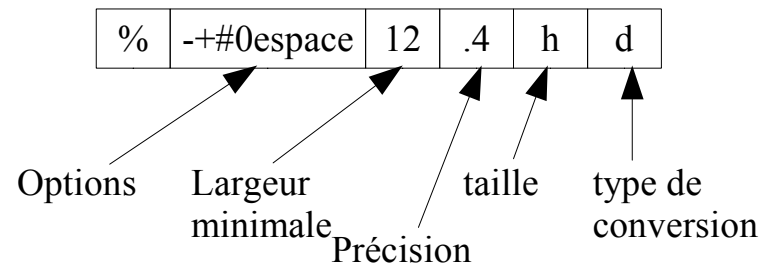 % -+#0espace 12 .4 h d
Options Largeur minimale taille type de conversion
Précision